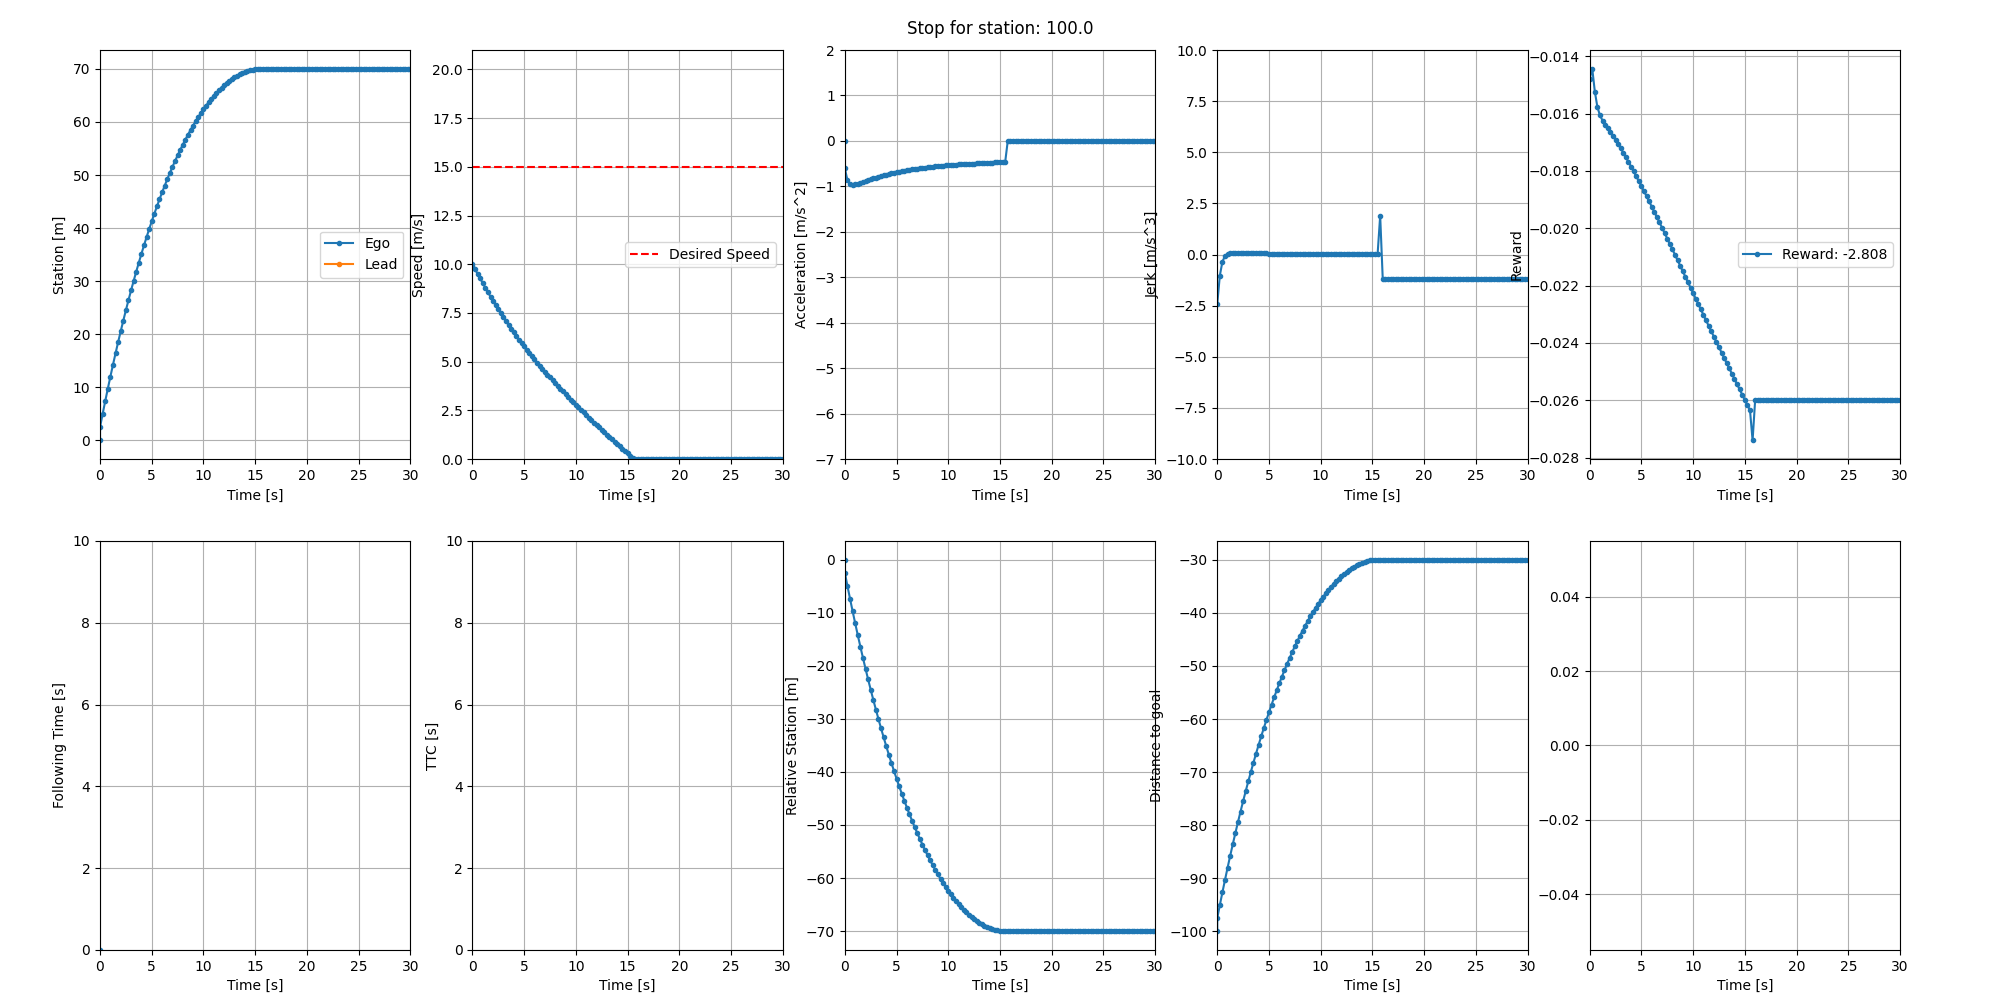 Stop for station: 100.0
Station [m]
70
60
50
40
30
20
10
0
0 5 10 15 20 25 30
Time [s]
Ego
Lead
Speed [m/s]
20.0
17.5
15.0
12.5
10.0
7.5
5.0
2.5
0.0
0 5 10 15 20 25 30
Time [s]
Desired Speed
Acceleration [m/s^2]
2
1
0
−1
−2
−3
−4
−5
−6
−7
0 5 10 15 20 25 30
Time [s]
Jerk [m/s^3]
10.0
7.5
5.0
2.5
0.0
−2.5
−5.0
−7.5
−10.0
0 5 10 15 20 25 30
Time [s]
Reward
−0.014
−0.016
−0.018
−0.020
−0.022
−0.024
−0.026
−0.028
0 5 10 15 20 25 30
Time [s]
Reward: -2.808
Following Time [s]
10
8
6
4
2
0
0 5 10 15 20 25 30
Time [s]
TTC [s]
10
8
6
4
2
0
0 5 10 15 20 25 30
Time [s]
Relative Station [m]
0
−10
−20
−30
−40
−50
−60
−70
0 5 10 15 20 25 30
Time [s]
Distance to goal
−30
−40
−50
−60
−70
−80
−90
−100
0 5 10 15 20 25 30
Time [s]
0.04
0.02
0.00
−0.02
−0.04
0 5 10 15 20 25 30
Time [s]